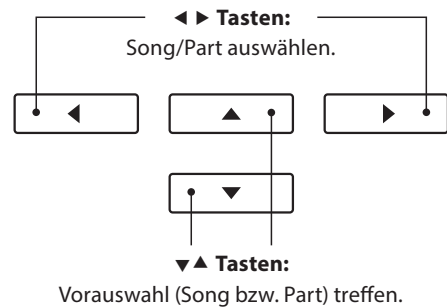 ◀ ▶ Tasten:
Song/Part auswählen.
◀ ▲ ▶
▼
▼▲ Tasten:
Vorauswahl (Song bzw. Part) treffen.